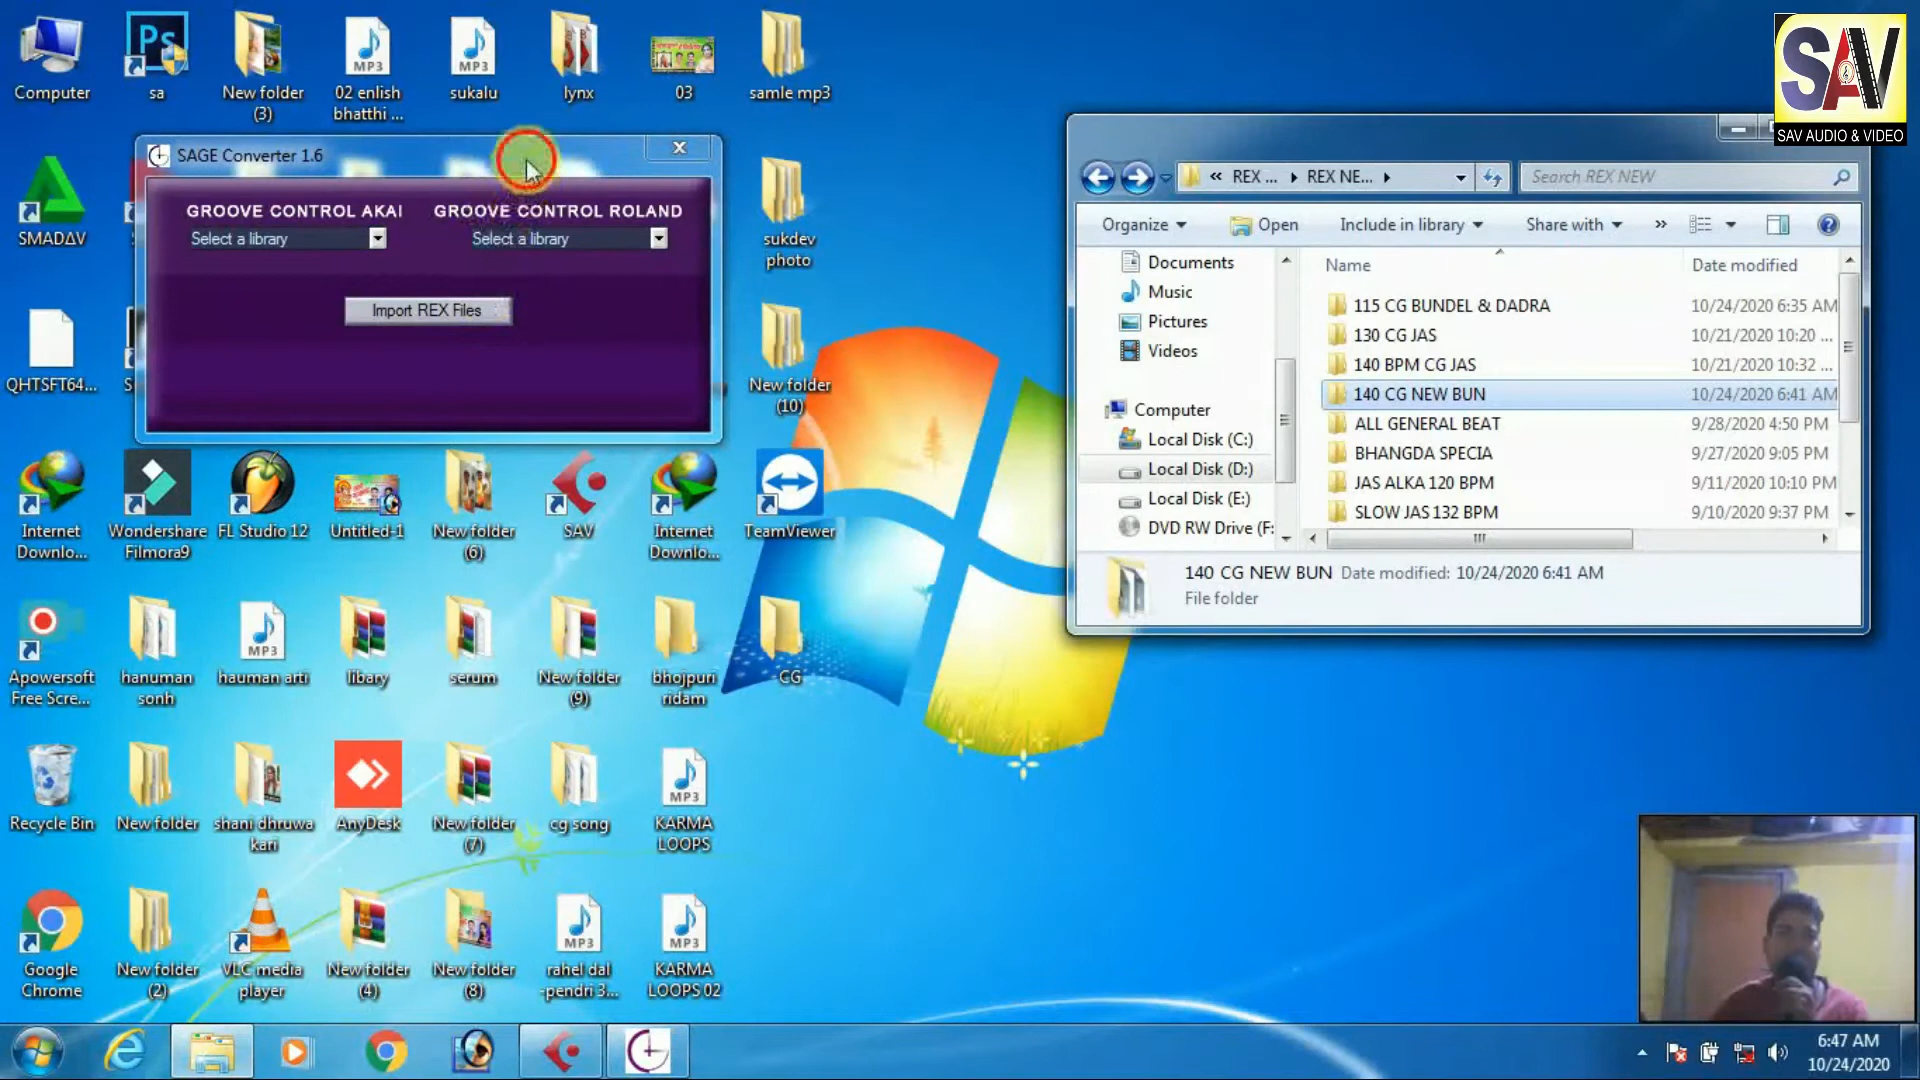 Computer
sa
New folder
(3)
02 enlish
bhatthi ...
sukalu
lynx
03
samle mp3
SAV
SAV AUDIO & VIDEO
SAGE Converter 1.6
GROOVE CONTROL AKAI
GROOVE CONTROL ROLAND
Select a library
Select a library
Import REX Files
SMADΔV
QHTSFT64...
sukdev
photo
New folder
(10)
« REX ... ▸ REX NE... ▸
Search REX NEW
Organize
Open
Include in library
Share with
»
Documents
Music
Pictures
Videos
Computer
Local Disk (C:)
Local Disk (D:)
Local Disk (E:)
DVD RW Drive (F:
Name
Date modified
115 CG BUNDEL & DADRA
10/24/2020 6:35 AM
130 CG JAS
10/21/2020 10:20 ...
140 BPM CG JAS
10/21/2020 10:32 ...
140 CG NEW BUN
10/24/2020 6:41 AM
ALL GENERAL BEAT
9/28/2020 4:50 PM
BHANGDA SPECIA
9/27/2020 9:05 PM
JAS ALKA 120 BPM
9/11/2020 10:10 PM
SLOW JAS 132 BPM
9/10/2020 9:37 PM
140 CG NEW BUN Date modified: 10/24/2020 6:41 AM
File folder
Internet
Downlo...
Wondershare
Filmora9
FL Studio 12
Untitled-1
New folder
(6)
SAV
Internet
Downlo...
TeamViewer
Apowersoft
Free Scre...
hanuman
sonh
hauman arti
libary
serum
New folder
(9)
bhojpuri
ridam
CG
Recycle Bin
New folder
shani dhruwa
kari
AnyDesk
New folder
(7)
cg song
KARMA
LOOPS
Google
Chrome
New folder
(2)
VLC media
player
New folder
(4)
New folder
(8)
rahel dal
-pendri 3...
KARMA
LOOPS 02
Ps
MP3
MP3
MP3
MP3
MP3
MP3
6:47 AM
10/24/2020